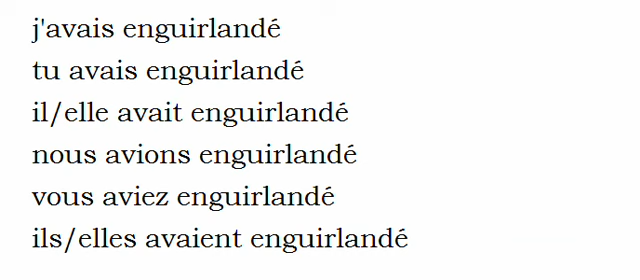 j'avais enguirlandé
tu avais enguirlandé
il/elle avait enguirlandé
nous avions enguirlandé
vous aviez enguirlandé
ils/elles avaient enguirlandé